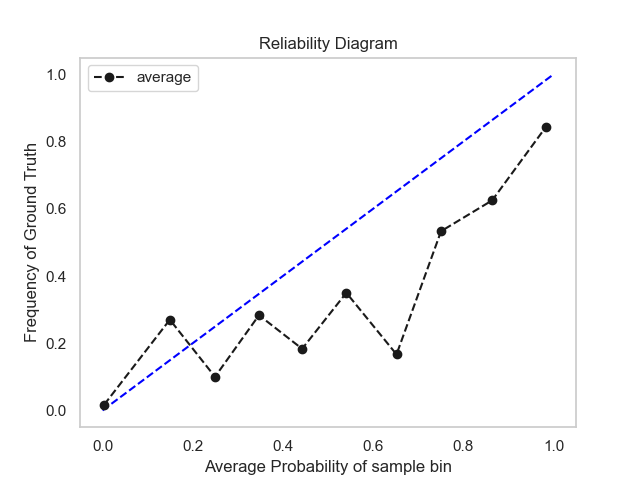 Reliability Diagram
average
Frequency of Ground Truth
1.0
0.8
0.6
0.4
0.2
0.0
0.0 0.2 0.4 0.6 0.8 1.0
Average Probability of sample bin